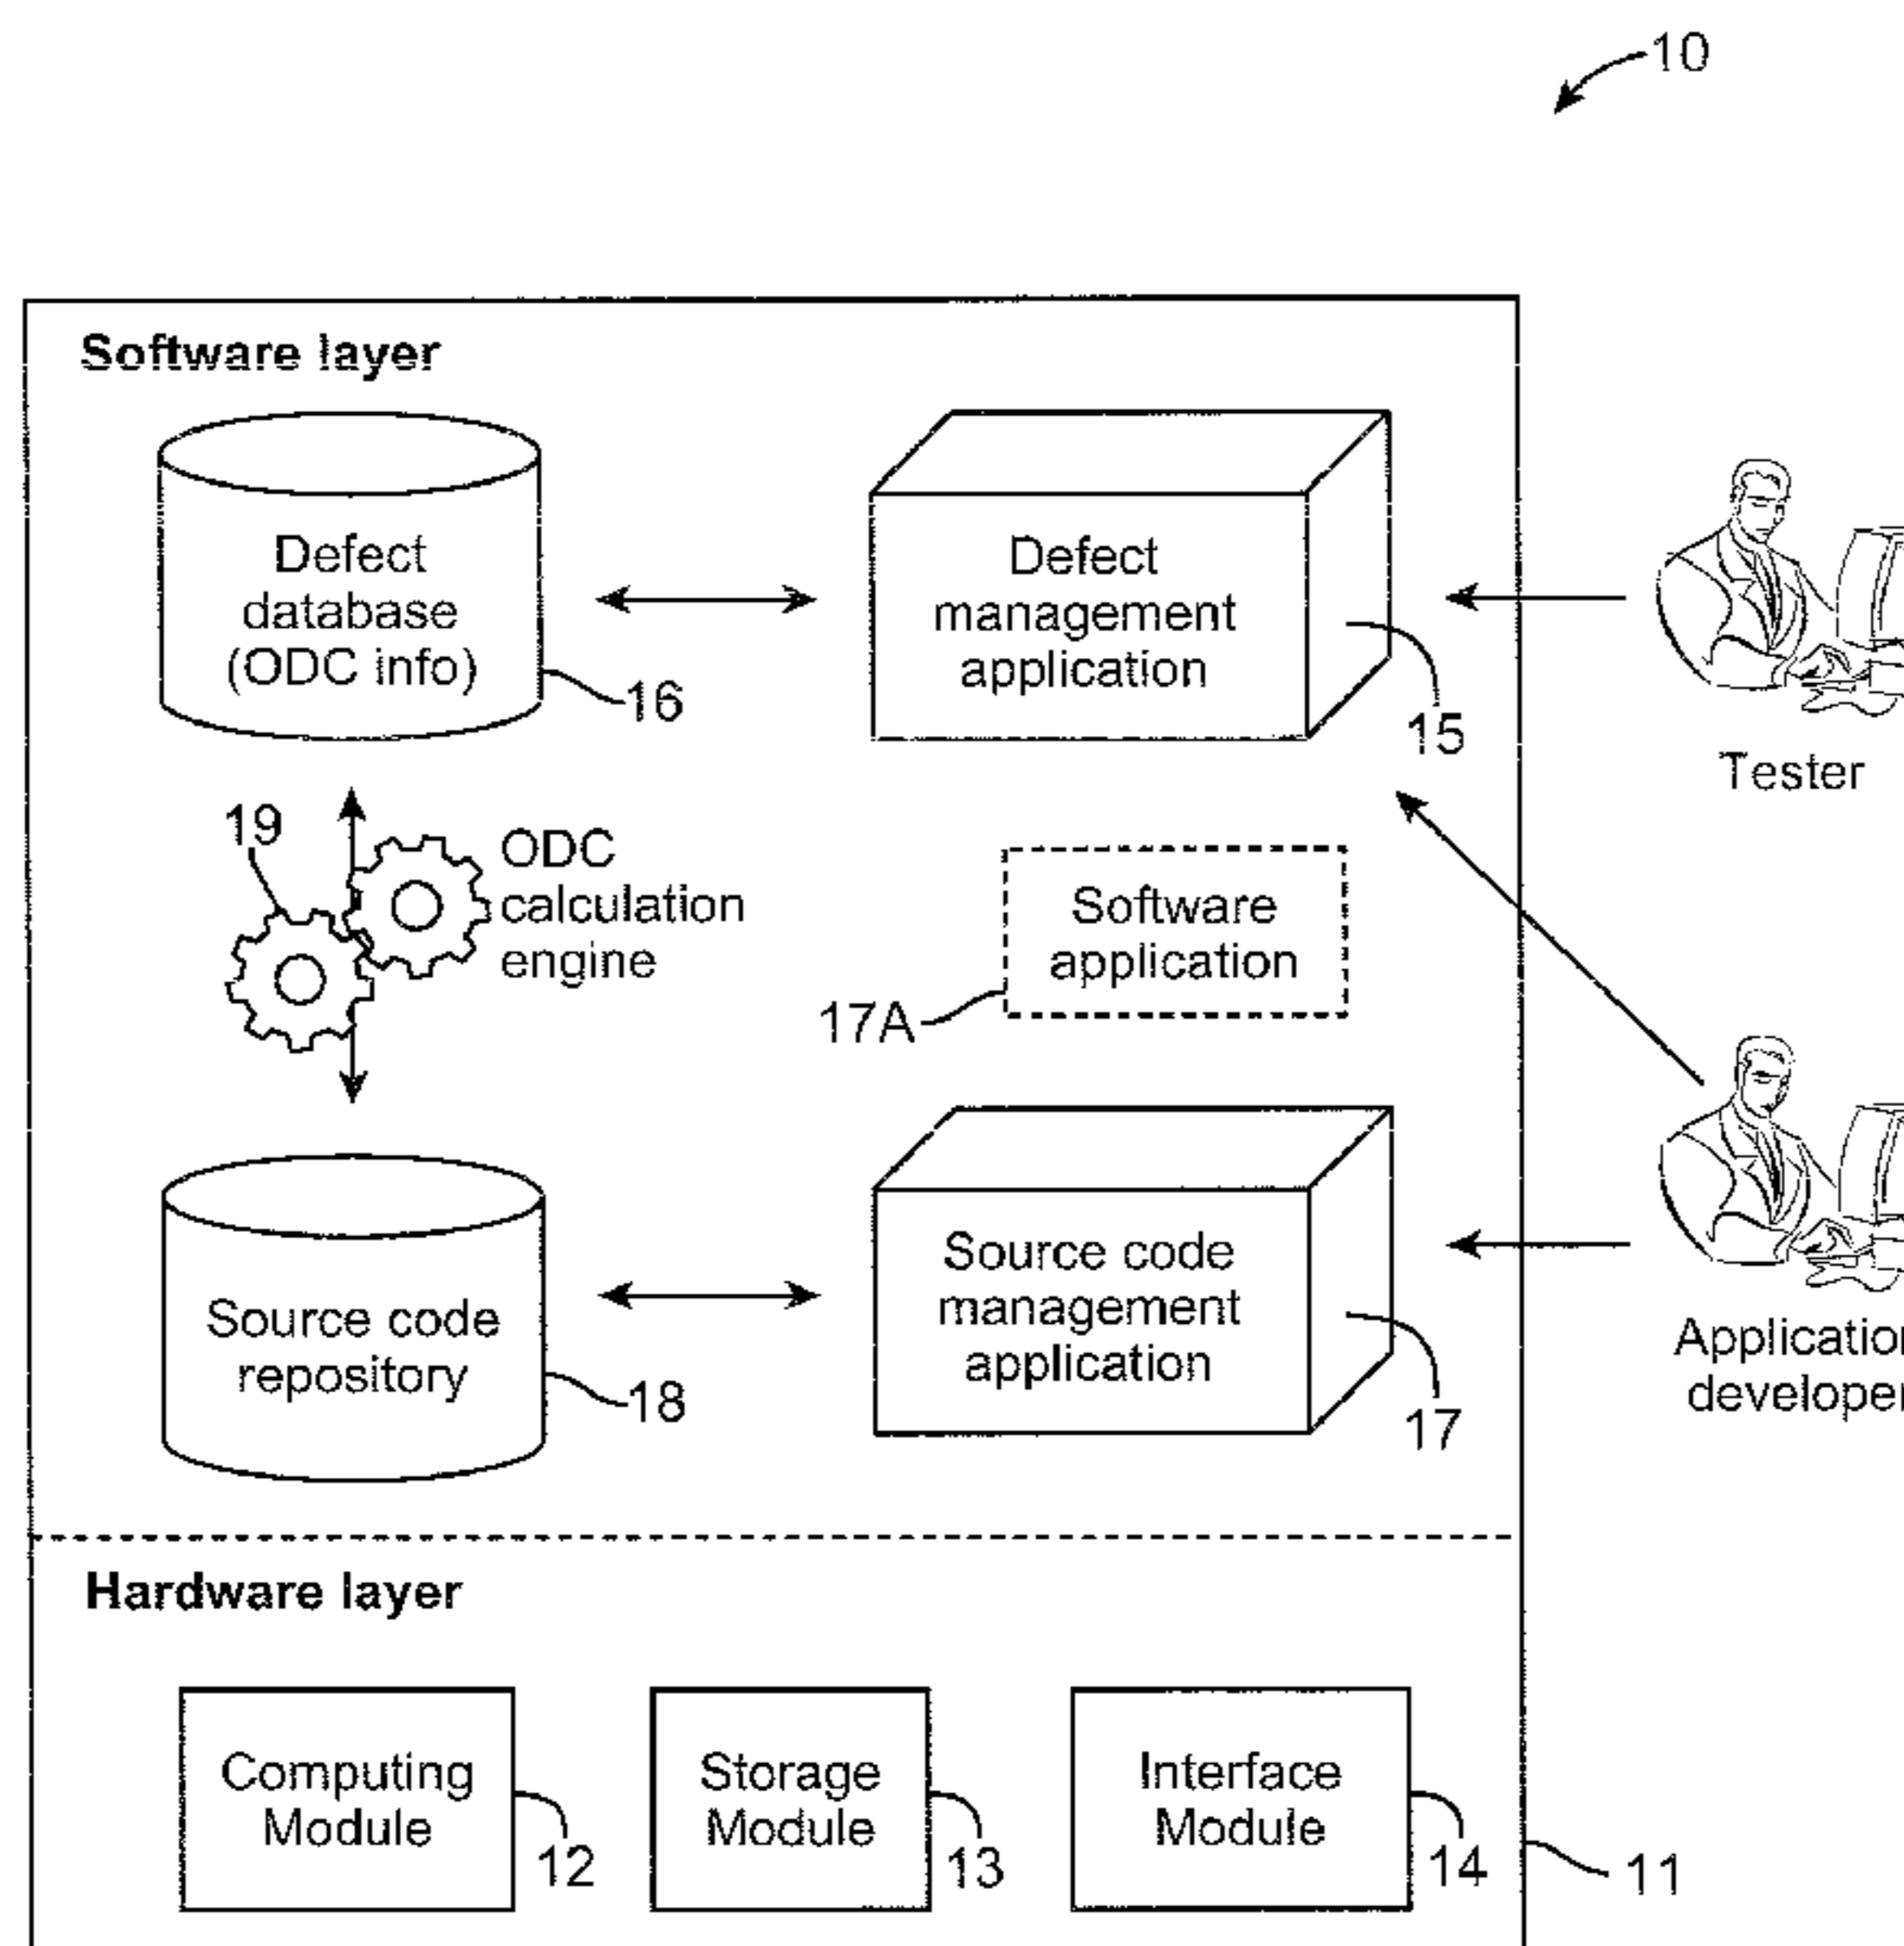 10
Software layer
Defect
database
(ODC info)
16
Defect
management
application
15
Tester
19
ODC
calculation
engine
Software
application
17A
Source code
repository
18
Source code
management
application
17
Application
developer
Hardware layer
Computing
Module
12
Storage
Module
13
Interface
Module
14
11